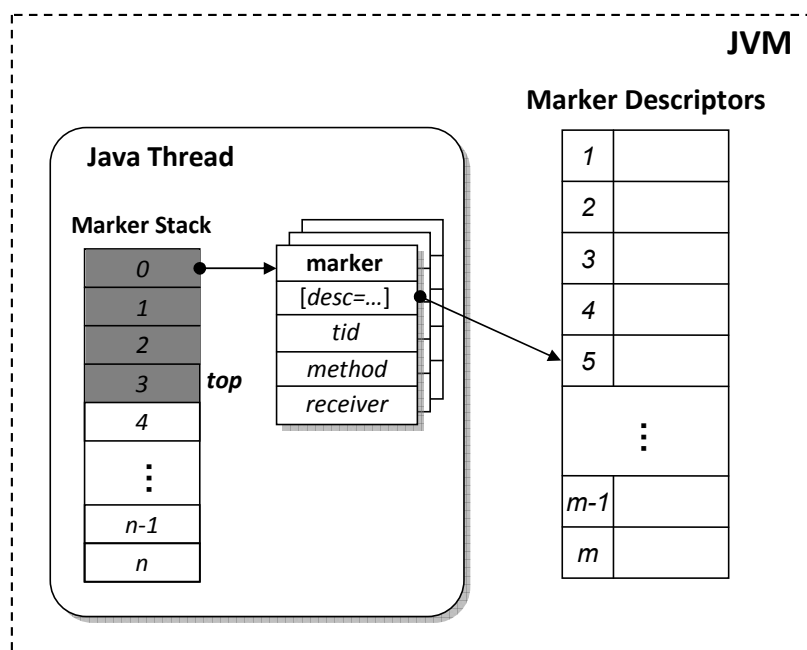 JVM
Marker Descriptors
1
2
3
4
5
⋮
m-1
m
Java Thread
Marker Stack
0
1
2
3
top
4
⋮
n-1
n
marker
[desc=...]
tid
method
receiver